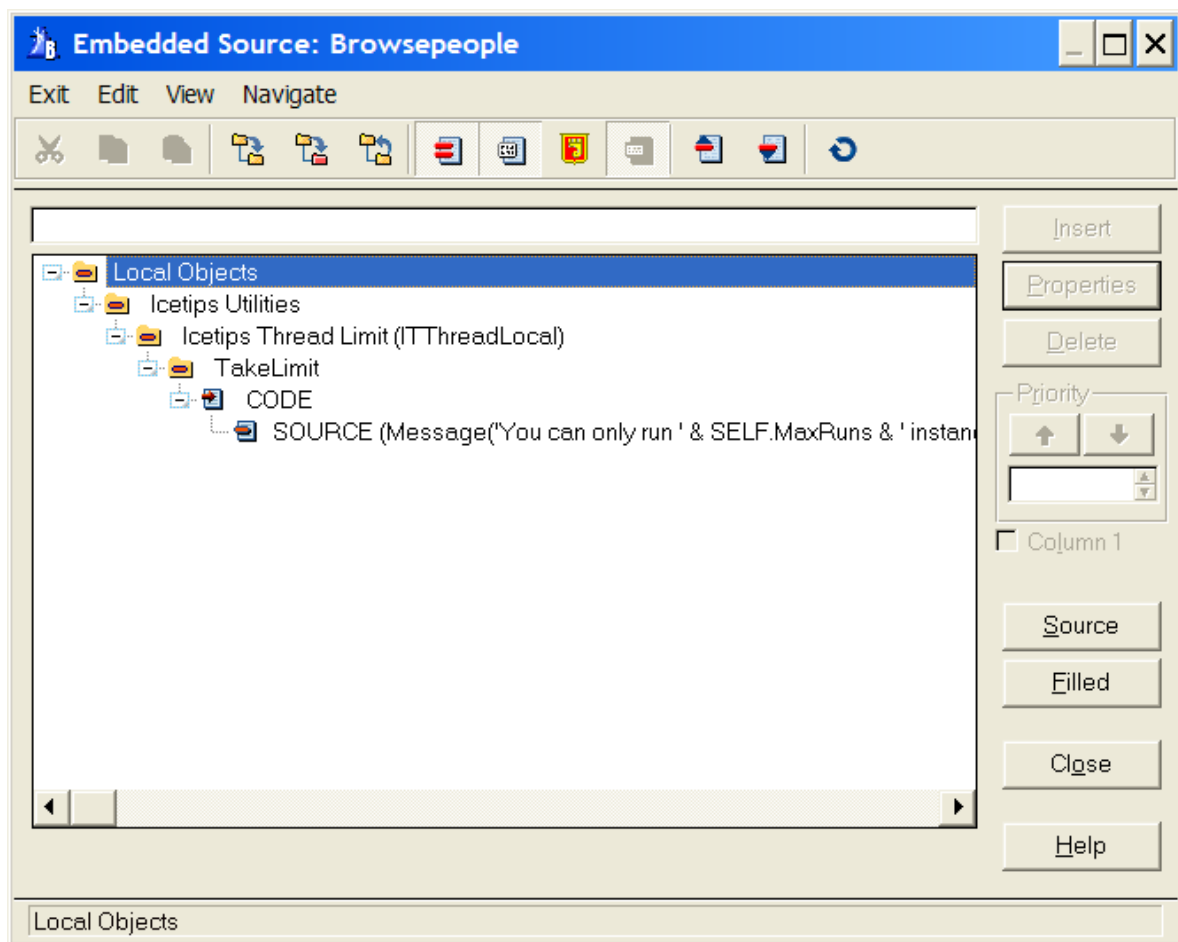 Embedded Source: Browsepeople
Exit Edit View Navigate
Insert
Local Objects
Properties
Icetips Utilities
Icetips Thread Limit (ITThreadLocal)
Delete
TakeLimit
CODE
Priority
SOURCE (Message('You can only run ' & SELF.MaxRuns & ' instan
Column 1
Source
Filled
Close
Help
Local Objects